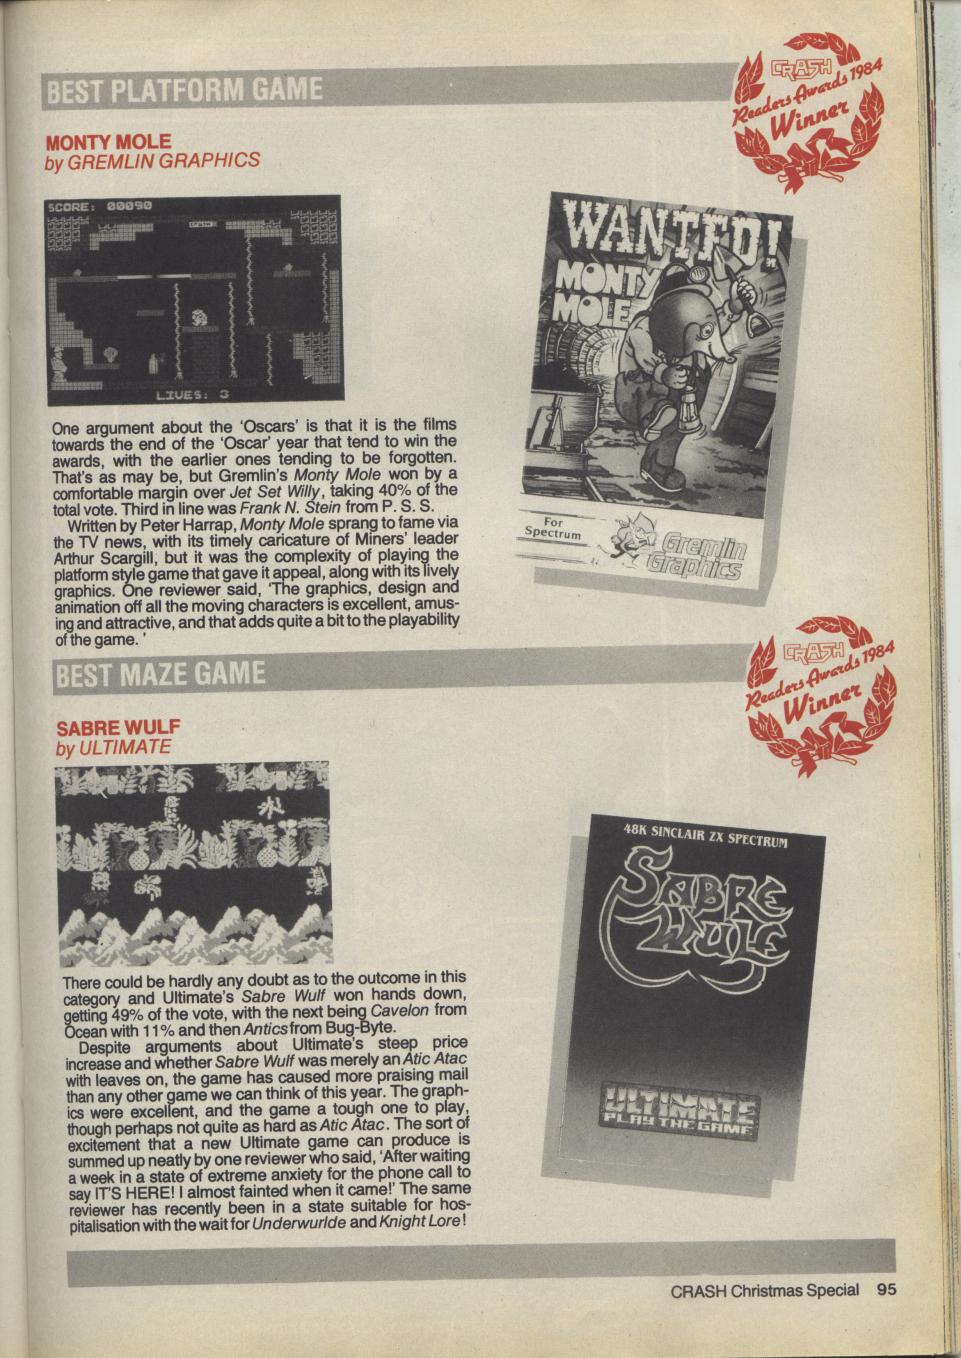 BEST PLATFORM GAME
CRASH
Readers Awards 1984
Winner
MONTY MOLE
by GREMLIN GRAPHICS
SCORE: 00090
LIVES: 3
WANTED!
MONTY
MOLE
For
Spectrum
Gremlin
Graphics
One argument about the ‘Oscars’ is that it is the films
towards the end of the ‘Oscar’ year that tend to win the
awards, with the earlier ones tending to be forgotten.
That's as may be, but Gremlin's Monty Mole won by a
comfortable margin over Jet Set Willy, taking 40% of the
total vote. Third in line was Frank N. Stein from P. S. S.
Written by Peter Harrap, Monty Mole sprang to fame via
the TV news, with its timely caricature of Miners' leader
Arthur Scargill, but it was the complexity of playing the
platform style game that gave it appeal, along with its lively
graphics. One reviewer said, ‘The graphics, design and
animation off all the moving characters is excellent, amus-
ing and attractive, and that adds quite a bit to the playability
of the game. ’
BEST MAZE GAME
CRASH
Readers Awards 1984
Winner
SABRE WULF
by ULTIMATE
48K SINCLAIR ZX SPECTRUM
SABRE
WULF
ULTIMATE
PLAY THE GAME
There could be hardly any doubt as to the outcome in this
category and Ultimate's Sabre Wulf won hands down,
getting 49% of the vote, with the next being Cavelon from
Ocean with 11% and then Antics from Bug-Byte.
Despite arguments about Ultimate's steep price
increase and whether Sabre Wulf was merely an Atic Atac
with leaves on, the game has caused more praising mail
than any other game we can think of this year. The graph-
ics were excellent, and the game a tough one to play,
though perhaps not quite as hard as Atic Atac. The sort of
excitement that a new Ultimate game can produce is
summed up neatly by one reviewer who said, ‘After waiting
a week in a state of extreme anxiety for the phone call to
say IT'S HERE! I almost fainted when it came!’ The same
reviewer has recently been in a state suitable for hos-
pitalisation with the wait for Underwurlde and Knight Lore!
CRASH Christmas Special 95